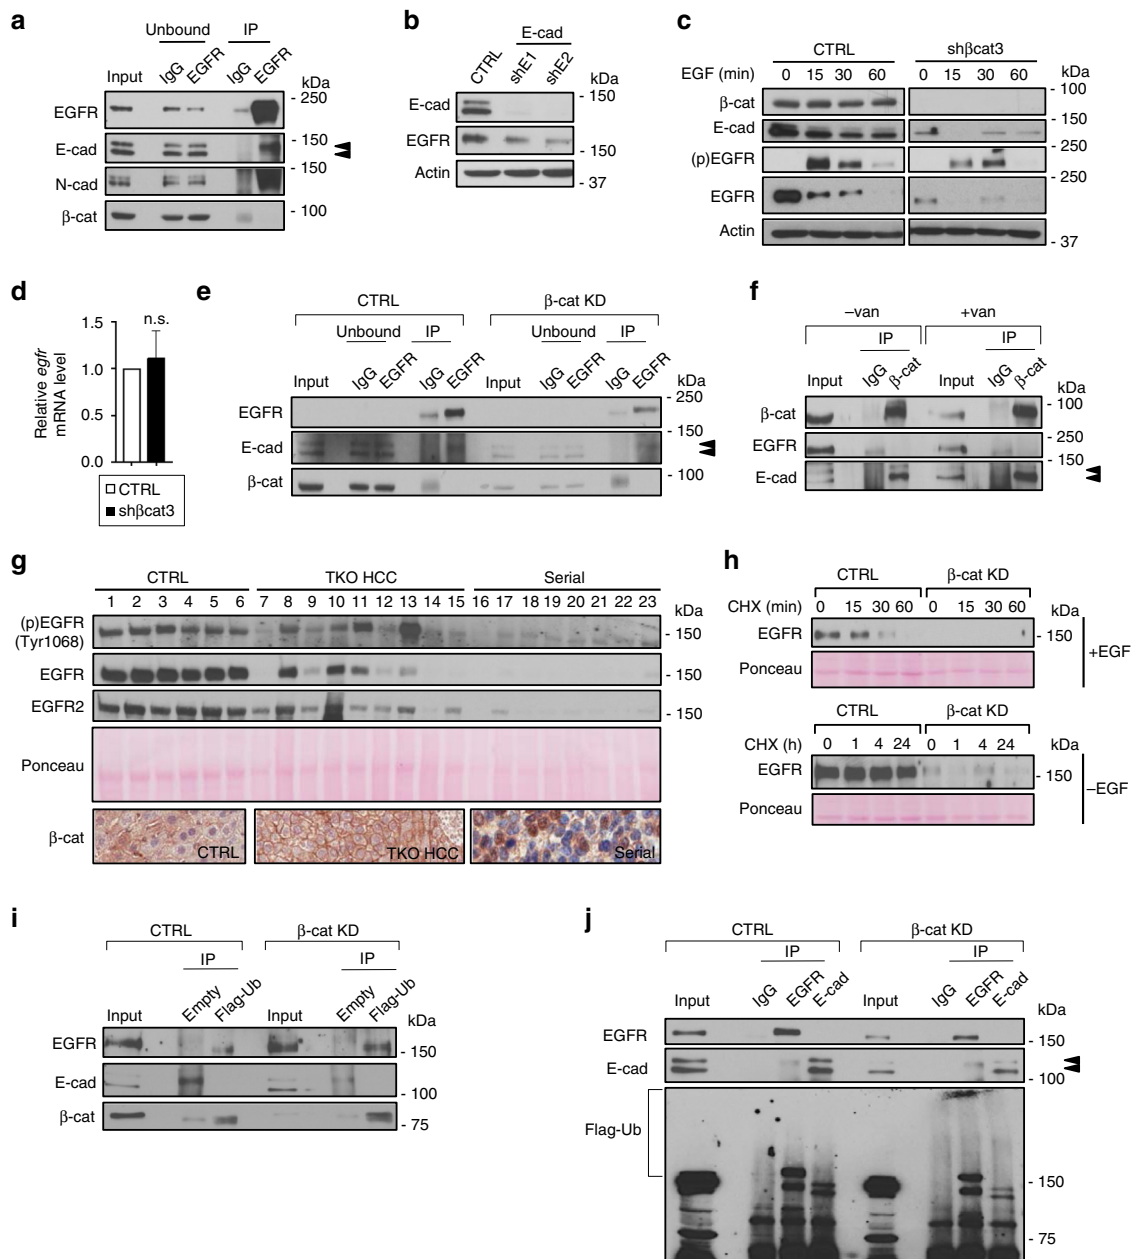 a
Unbound IP
Input IgG EGFR IgG EGFR kDa
EGFR - 250
E-cad - 150
N-cad - 150
β-cat - 100
b
E-cad
CTRL shE1 shE2 kDa
E-cad - 150
EGFR - 150
Actin - 37
c
CTRL shβcat3
EGF (min) 0 15 30 60 0 15 30 60 kDa
β-cat - 100
E-cad - 150
(p)EGFR - 250
EGFR - 250
Actin - 37
d
Relative egfr
mRNA level
1.5 n.s.
1.0
0.5
0.0
CTRL
shβcat3
e
CTRL β-cat KD
Unbound IP Unbound IP
Input IgG EGFR IgG EGFR Input IgG EGFR IgG EGFR kDa
EGFR - 250
E-cad - 150
β-cat - 100
f
–van +van
IP IP
Input IgG β-cat Input IgG β-cat kDa
β-cat - 100
EGFR - 250
E-cad - 150
g
CTRL TKO HCC Serial
1 2 3 4 5 6 7 8 9 10 11 12 13 14 15 16 17 18 19 20 21 22 23 kDa
(p)EGFR
(Tyr1068) - 150
EGFR - 150
EGFR2 - 150
Ponceau
β-cat CTRL TKO HCC Serial
h
CTRL β-cat KD
CHX (min) 0 15 30 60 0 15 30 60 kDa
EGFR - 150
Ponceau
+EGF
CTRL β-cat KD
CHX (h) 0 1 4 24 0 1 4 24 kDa
EGFR - 150
Ponceau
–EGF
i
CTRL β-cat KD
IP IP
Input Empty Flag-Ub Input Empty Flag-Ub kDa
EGFR - 150
E-cad - 100
β-cat - 75
j
CTRL β-cat KD
IP IP
Input IgG EGFR E-cad Input IgG EGFR E-cad kDa
EGFR - 150
E-cad - 100
Flag-Ub
- 150
- 75